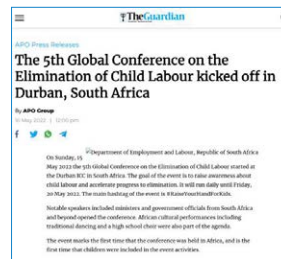 The Guardian
APO Press Releases
The 5th Global Conference on the
Elimination of Child Labour kicked off in
Durban, South Africa
By APO Group
16 May 2022 | 12:00 pm
Department of Employment and Labour, Republic of South Africa
On Sunday, 15
May 2022 the 5th Global Conference on the Elimination of Child Labour started at
the Durban ICC in South Africa. The goal of the event is to raise awareness about
child labour and accelerate progress to elimination. It will run daily until Friday,
20 May 2022. The main hashtag of the event is #RaiseYourHandForKids.
Notable speakers included ministers and government officials from South Africa
and beyond opened the conference. African cultural performances including
traditional dancing and a high school choir were also part of the agenda.
The event marks the first time that the conference was held in Africa, and is the
first time that children were included in the event activities.